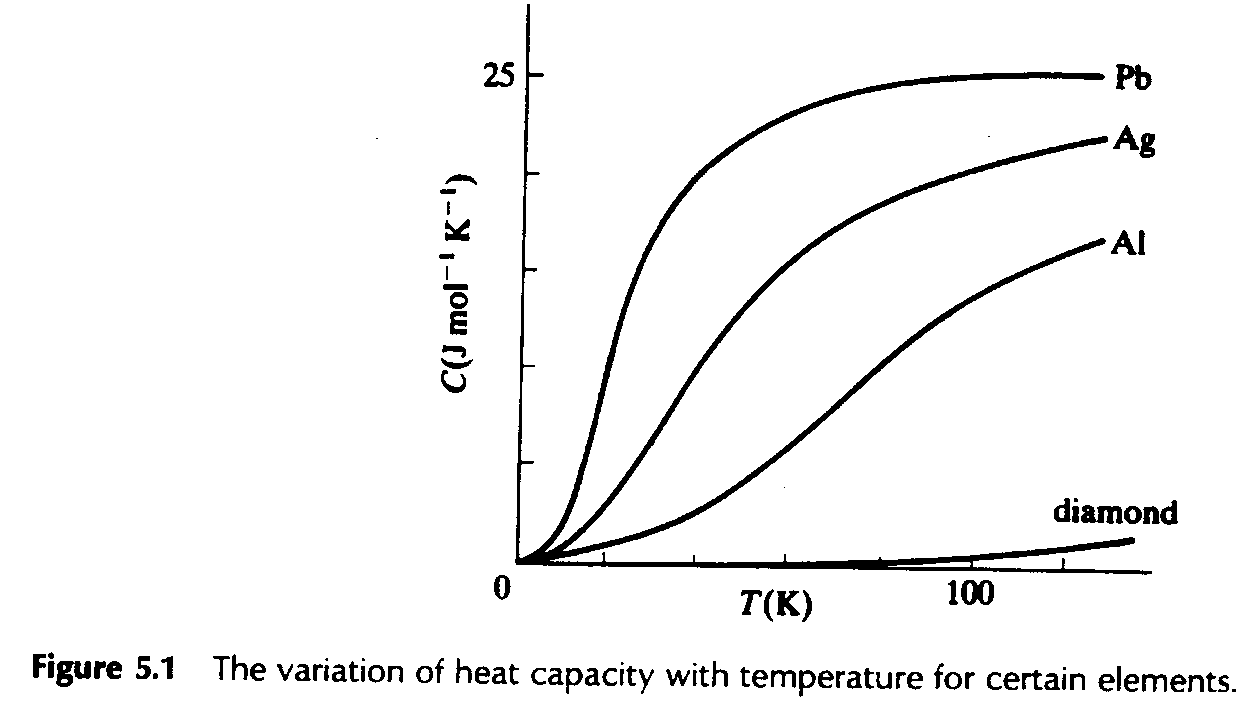 25
Pb
Ag
Al
C(J mol⁻¹ K⁻¹)
diamond
0
T(K)
100
Figure 5.1 The variation of heat capacity with temperature for certain elements.